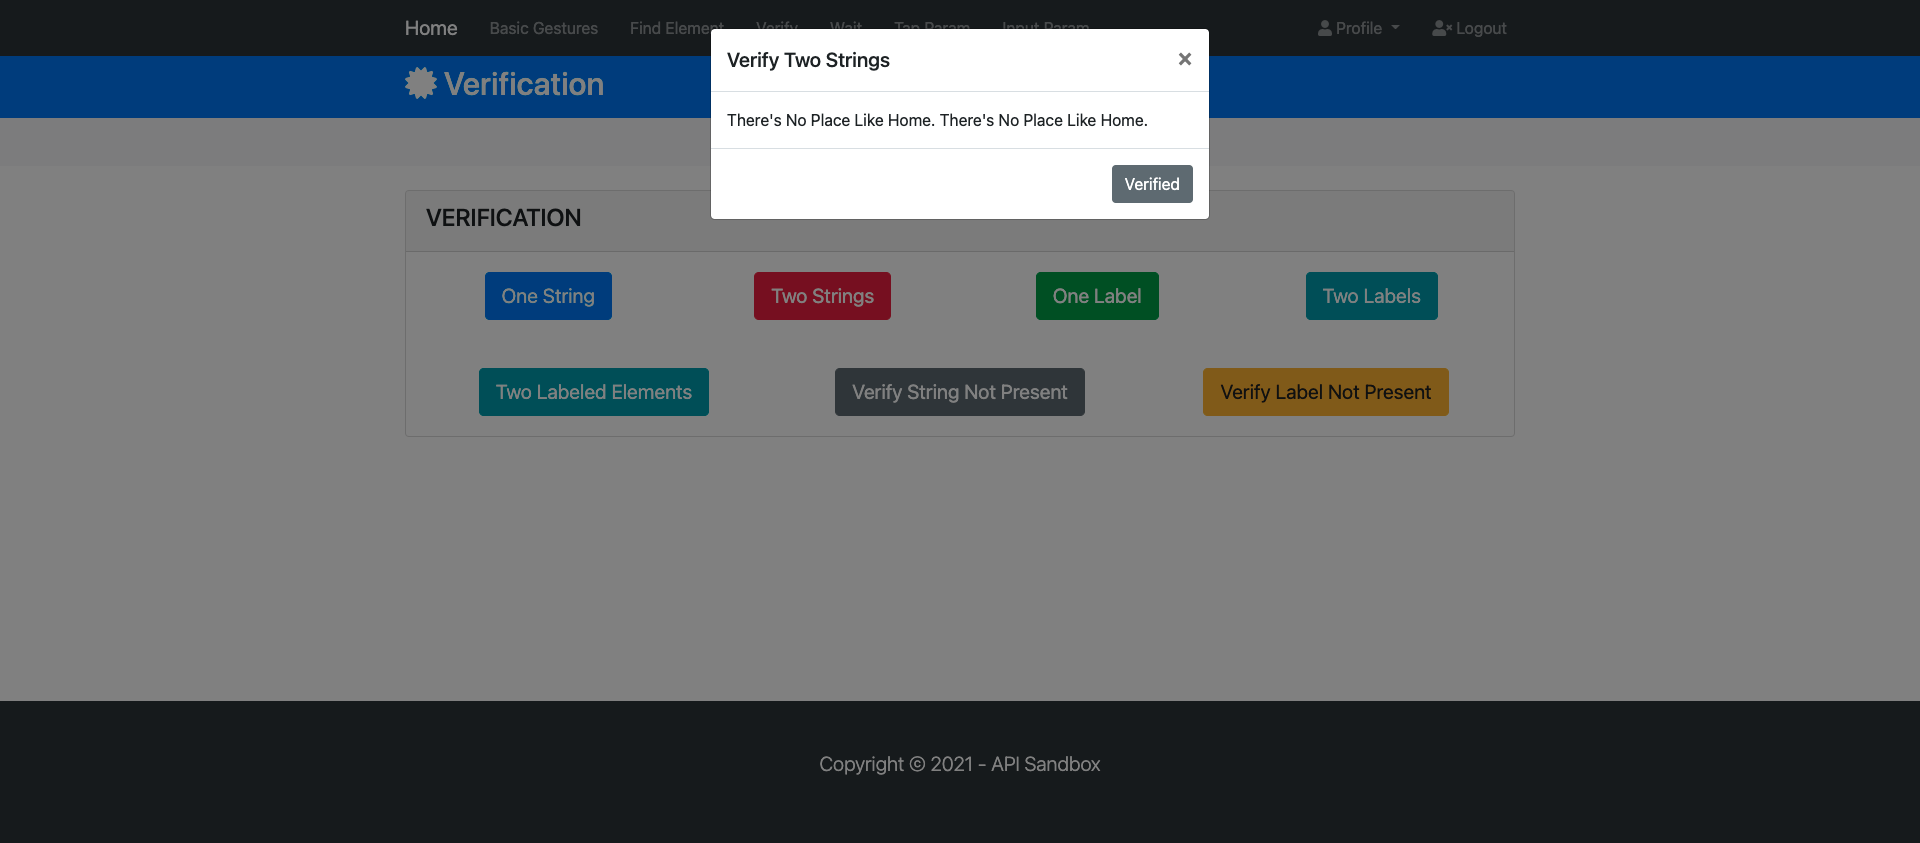 Home Basic Gestures Find Element Verify Wait Tap Param Input Param Profile Logout
Verify Two Strings ×
Verification
There's No Place Like Home. There's No Place Like Home.
Verified
VERIFICATION
One String Two Strings One Label Two Labels
Two Labeled Elements Verify String Not Present Verify Label Not Present
Copyright © 2021 - API Sandbox